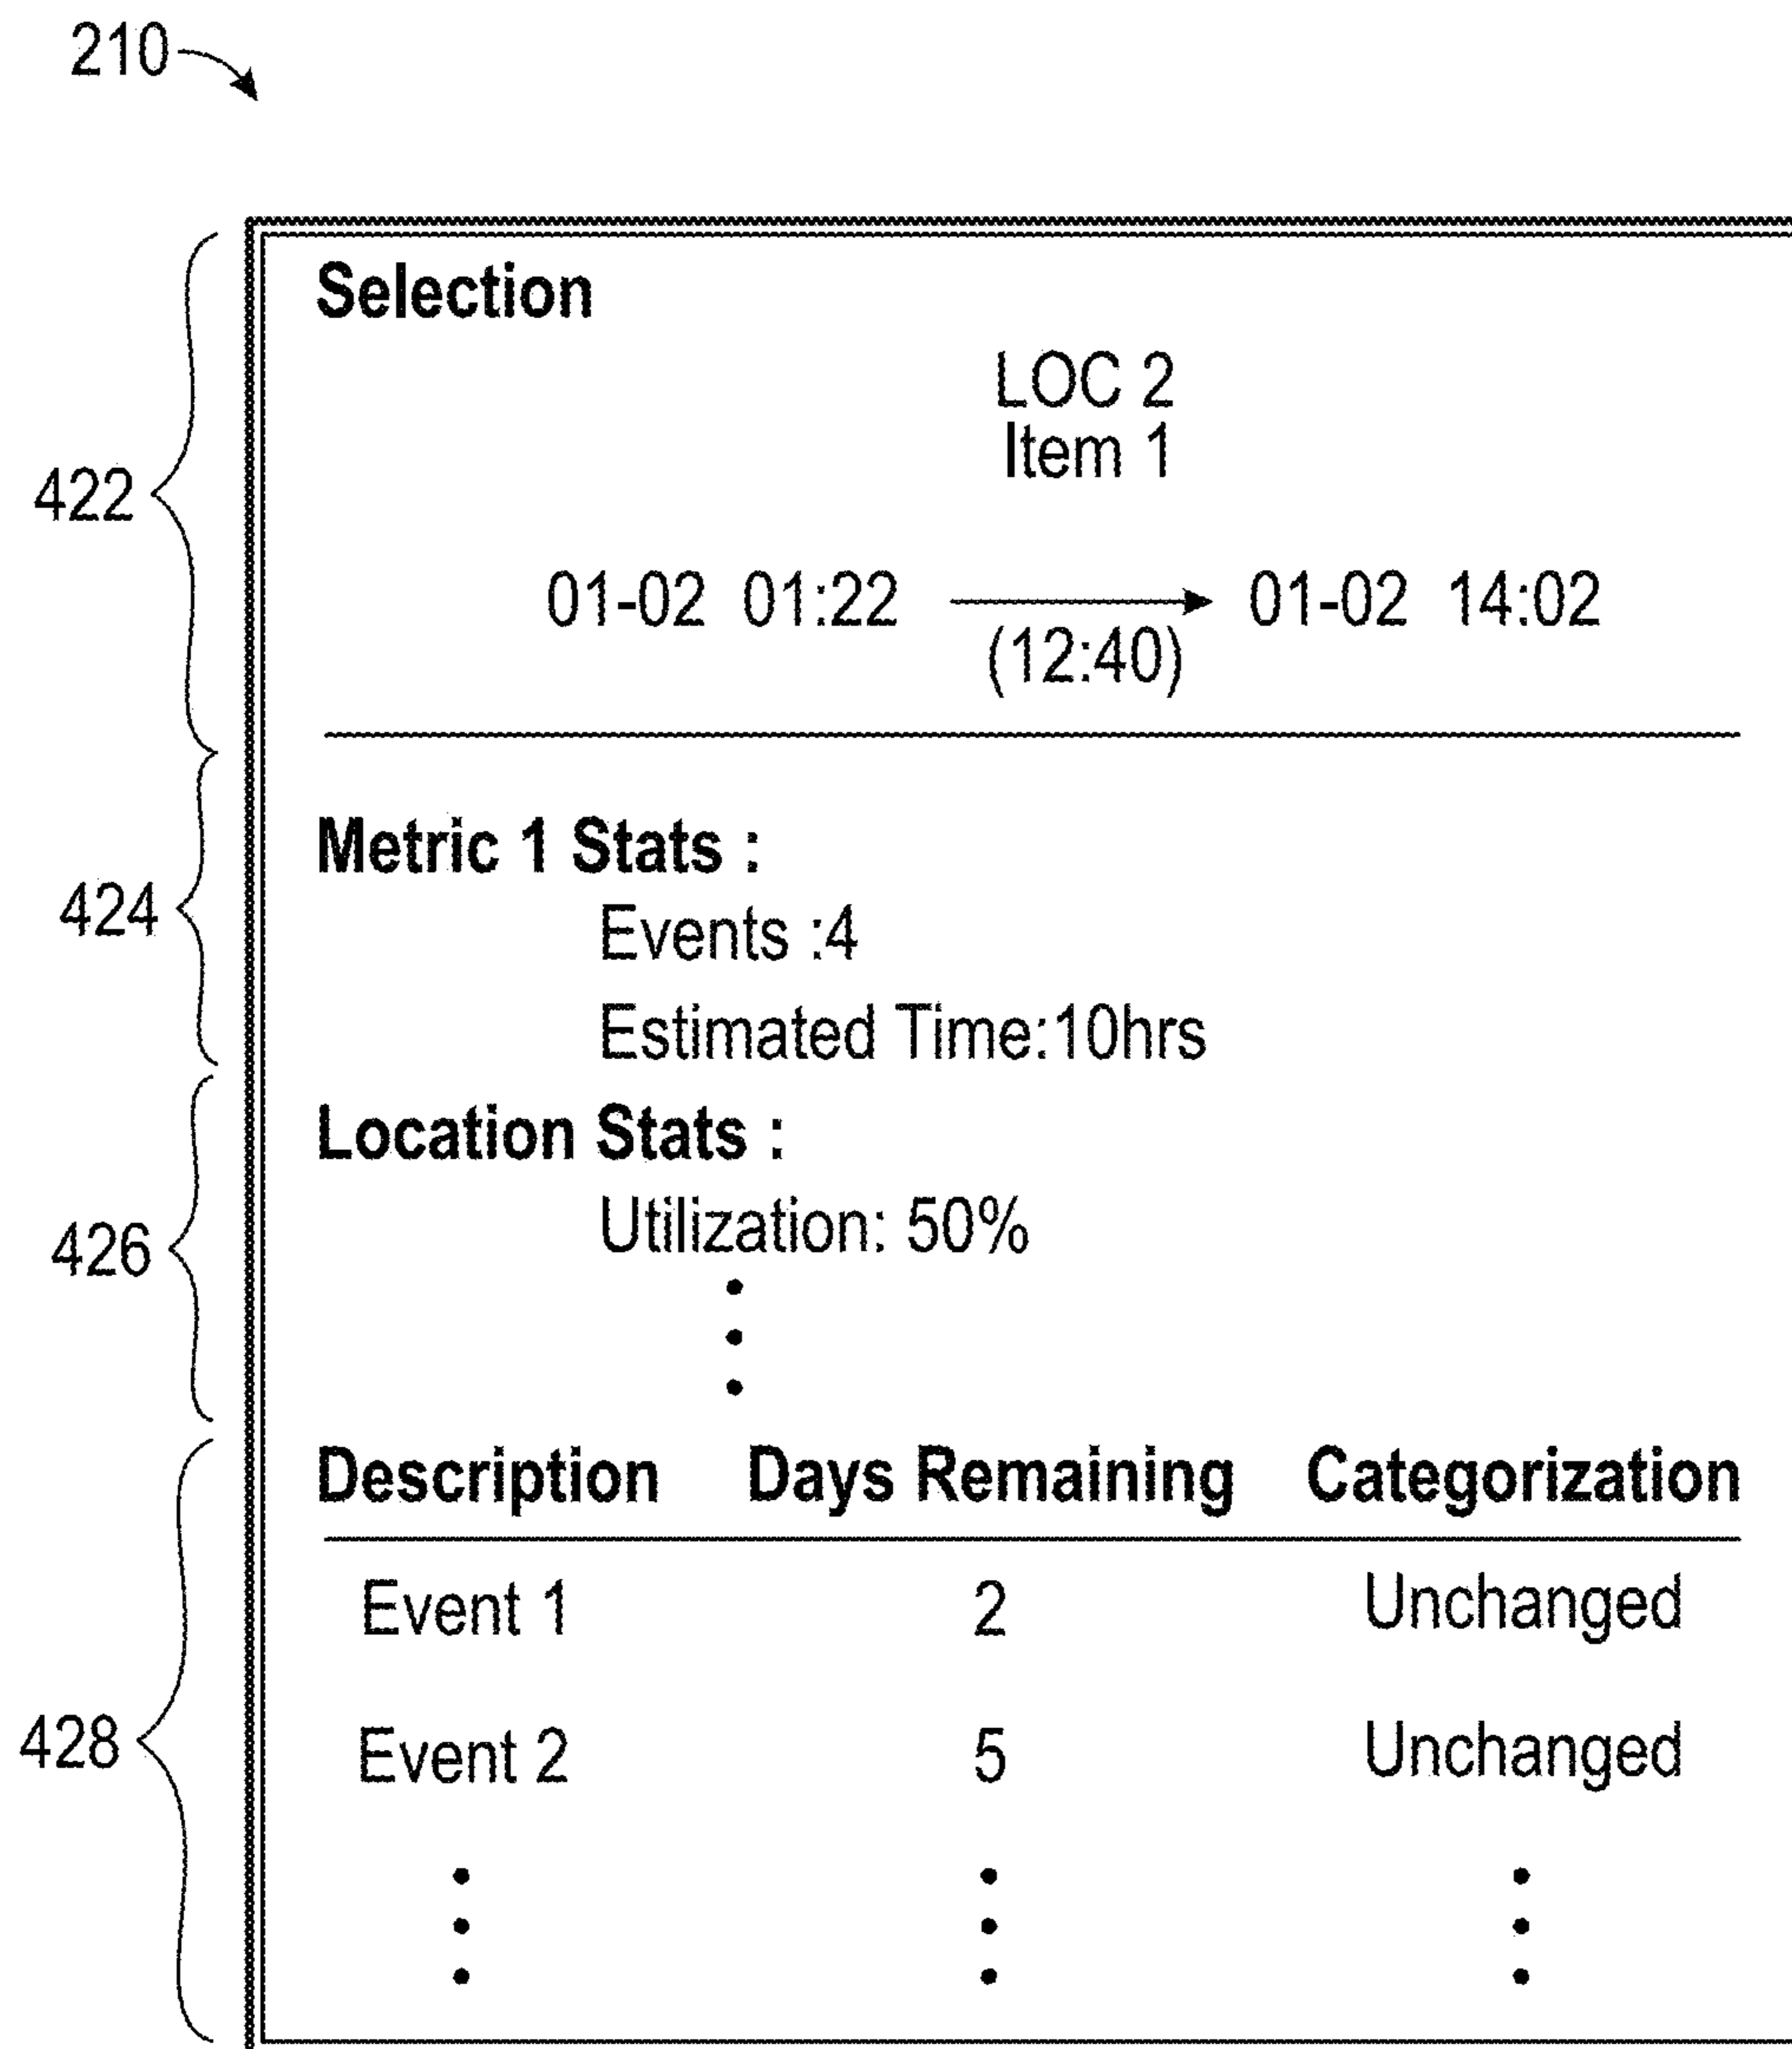 210
422
Selection
LOC 2
Item 1
01-02 01:22 01-02 14:02
(12:40)
424
Metric 1 Stats :
Events :4
Estimated Time:10hrs
426
Location Stats :
Utilization: 50%
428
Description Days Remaining Categorization
Event 1 2 Unchanged
Event 2 5 Unchanged